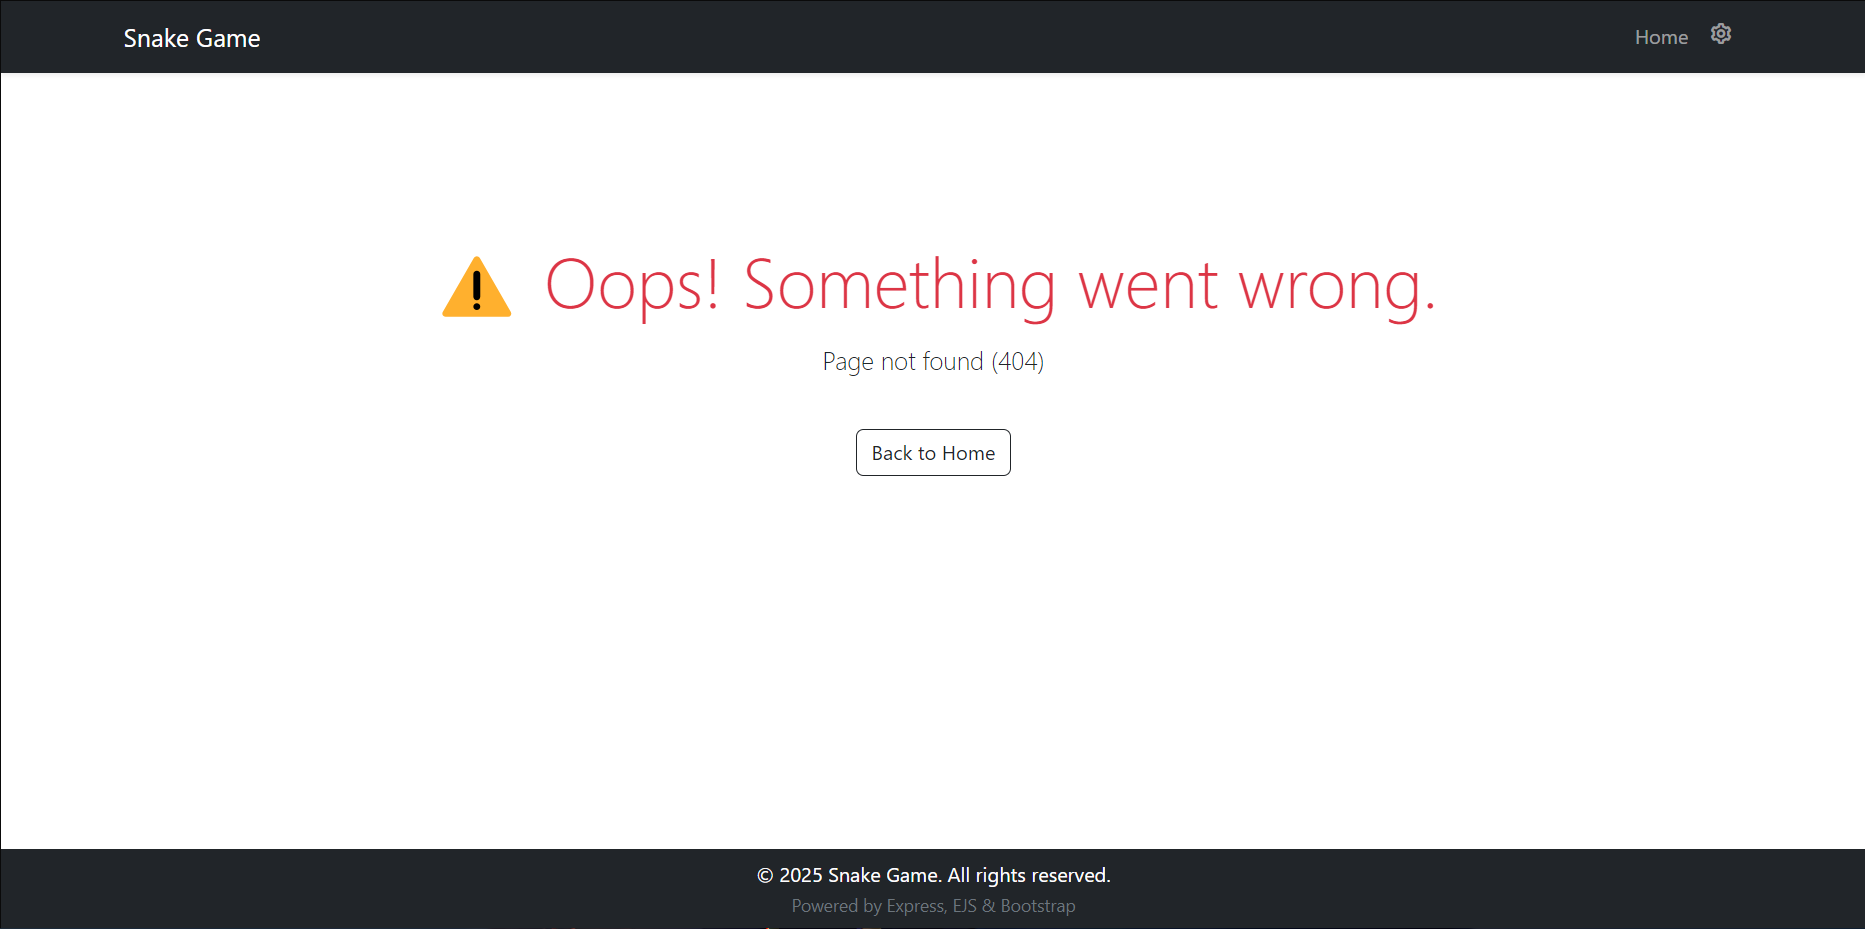 Snake Game
Home
Oops! Something went wrong.
Page not found (404)
Back to Home
© 2025 Snake Game. All rights reserved.
Powered by Express, EJS & Bootstrap